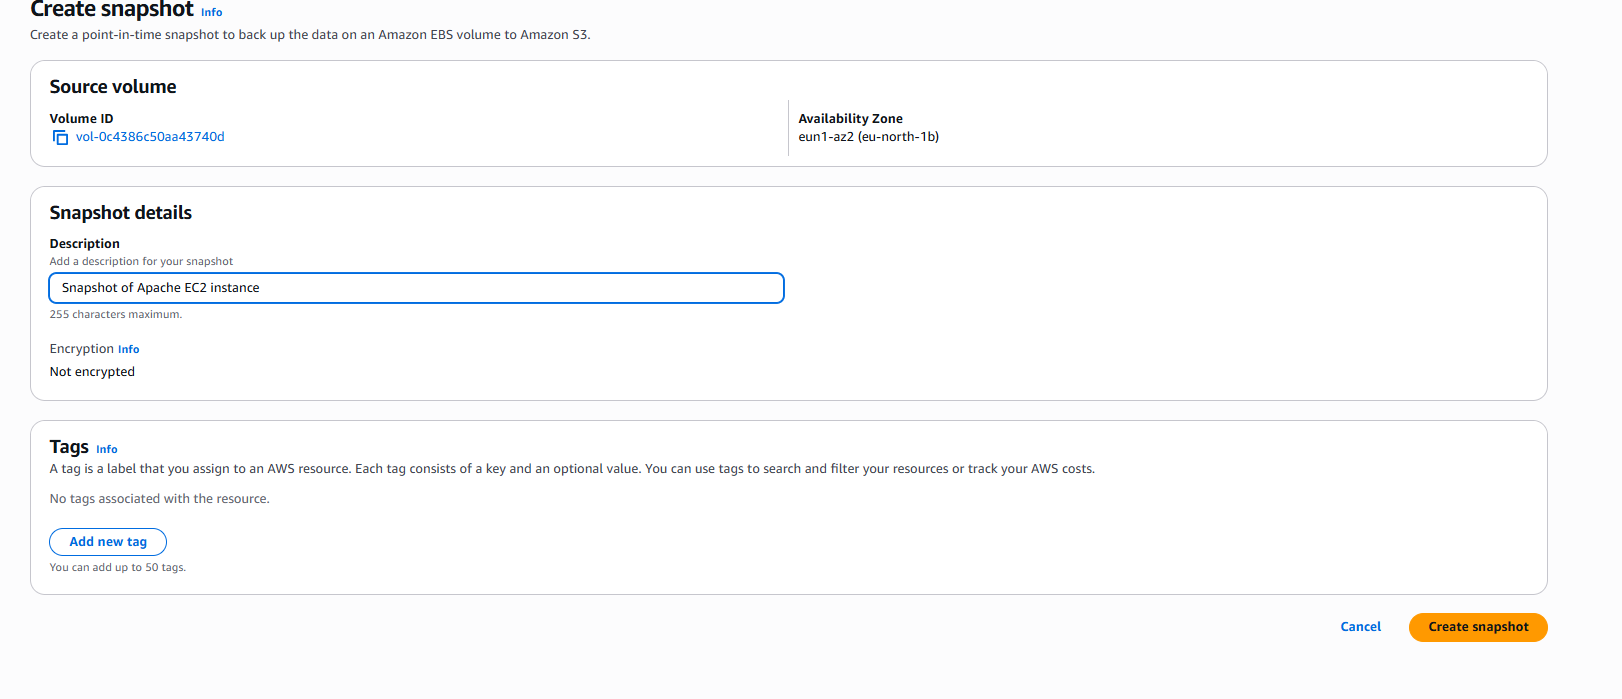 Create snapshot Info
Create a point-in-time snapshot to back up the data on an Amazon EBS volume to Amazon S3.
Source volume
Volume ID
vol-0c4386c50aa43740d
Availability Zone
eun1-az2 (eu-north-1b)
Snapshot details
Description
Add a description for your snapshot
Snapshot of Apache EC2 instance
255 characters maximum.
Encryption Info
Not encrypted
Tags Info
A tag is a label that you assign to an AWS resource. Each tag consists of a key and an optional value. You can use tags to search and filter your resources or track your AWS costs.
No tags associated with the resource.
Add new tag
You can add up to 50 tags.
Cancel
Create snapshot